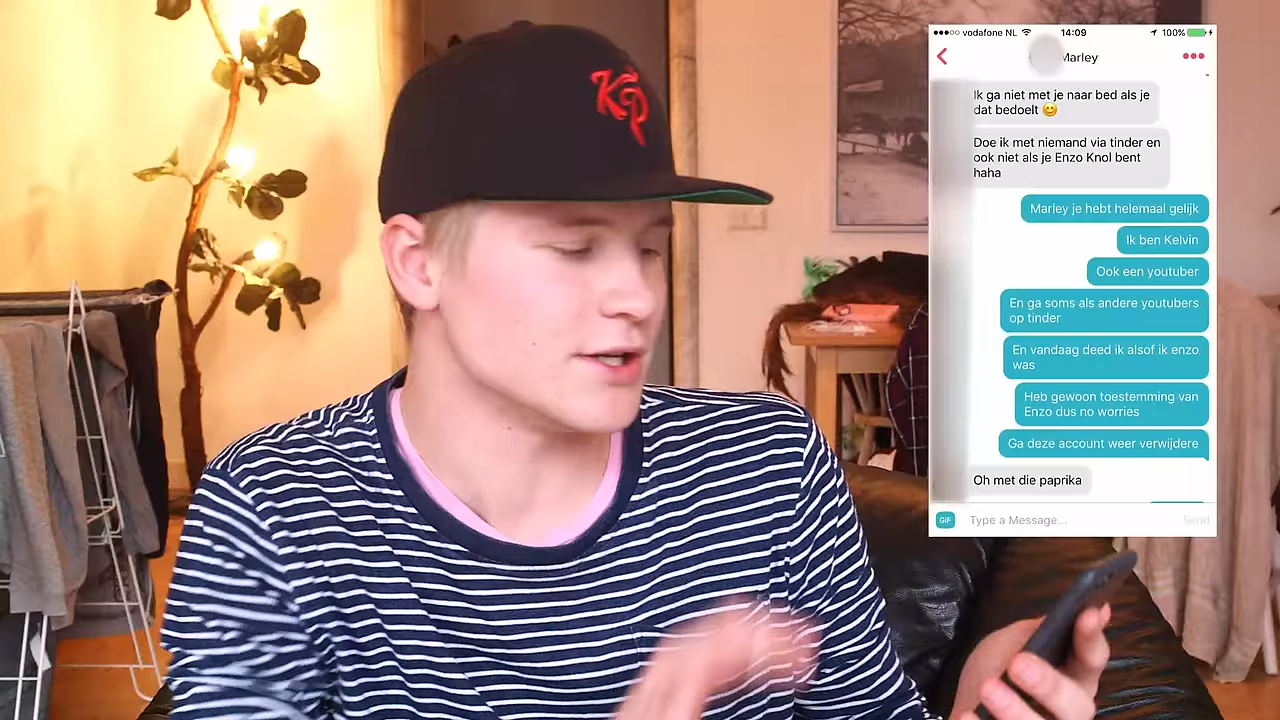 KP
vodafone NL
14:09
100%
Marley
Ik ga niet met je naar bed als je
dat bedoelt 😊
Doe ik met niemand via tinder en
ook niet als je Enzo Knol bent
haha
Marley je hebt helemaal gelijk
Ik ben Kelvin
Ook een youtuber
En ga soms als andere youtubers
op tinder
En vandaag deed ik alsof ik enzo
was
Heb gewoon toestemming van
Enzo dus no worries
Ga deze account weer verwijdere
Oh met die paprika
GIF
Type a Message...
Send